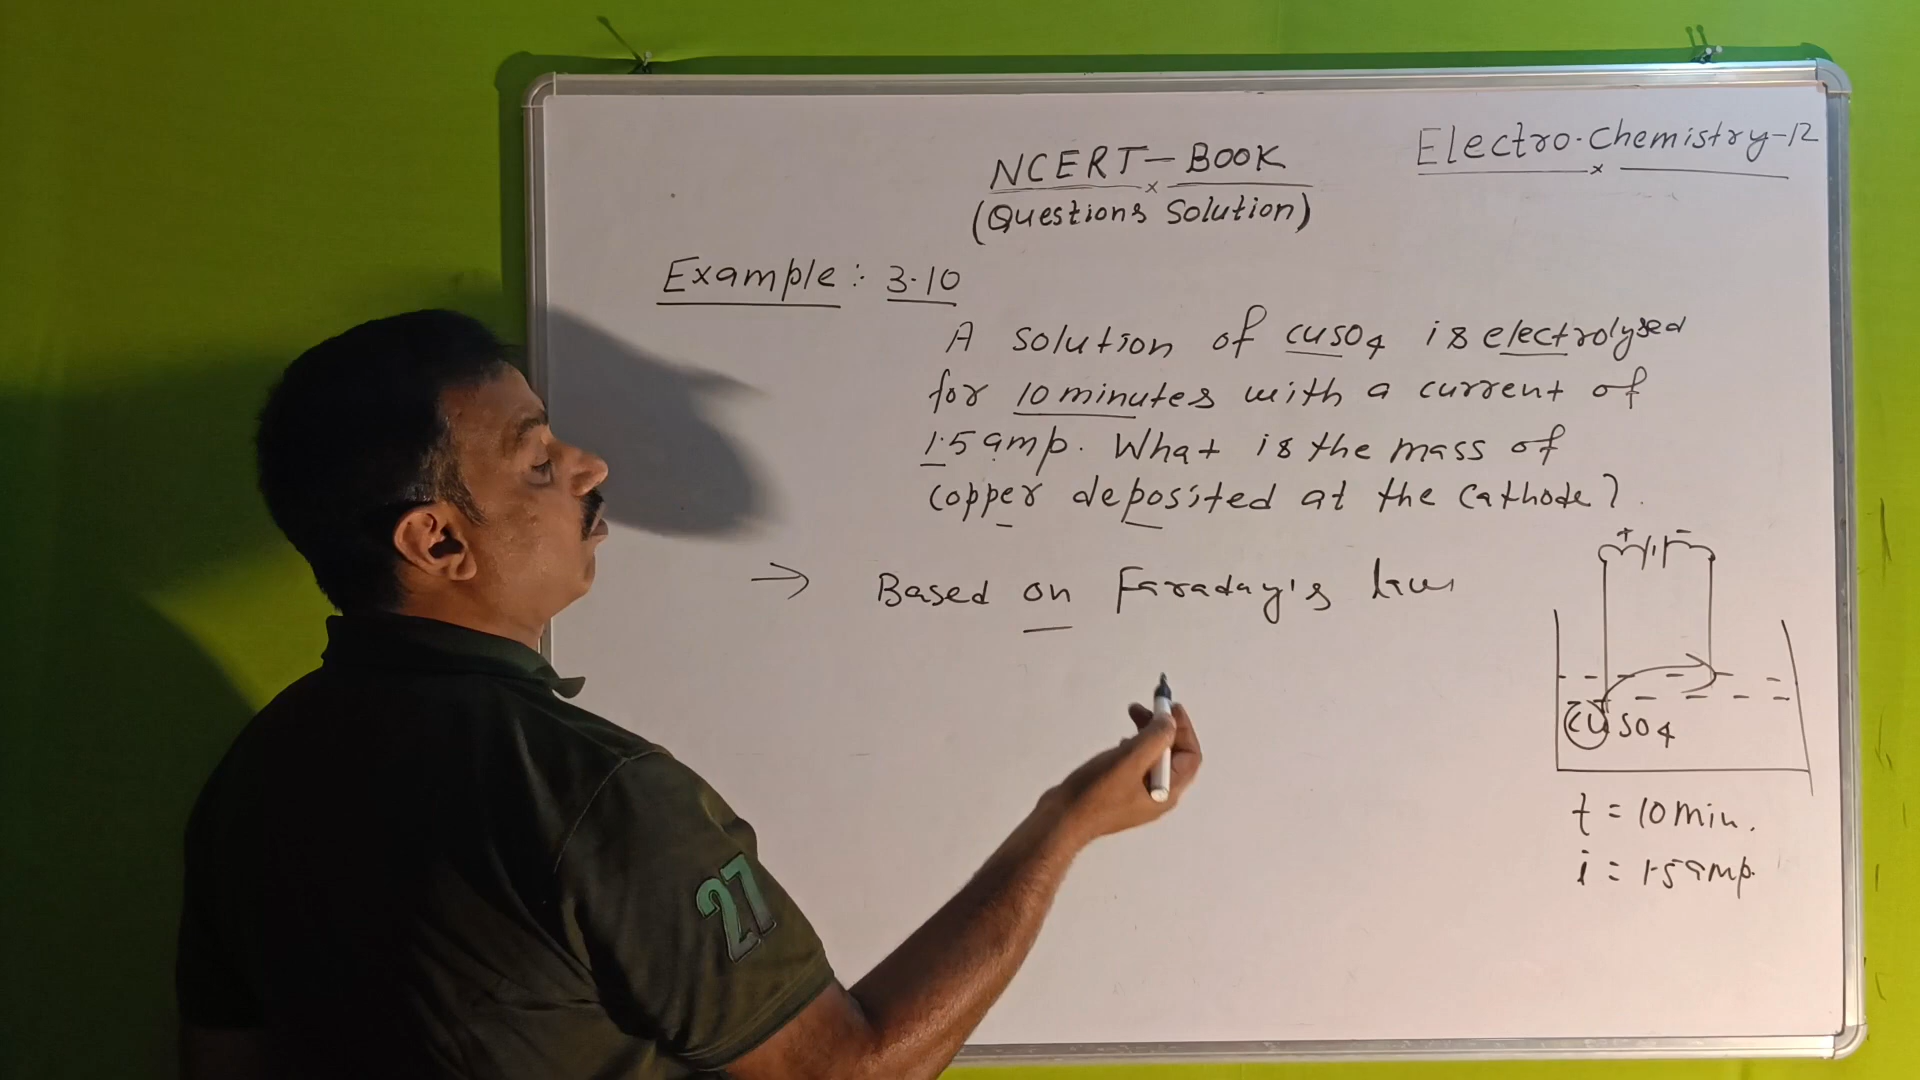 NCERT-BOOK
(Questions Solution)
Electro-Chemistry-12
Example: 3.10
A solution of CuSO4 is electrolysed
for 10 minutes with a current of
1.5 amp. What is the mass of
copper deposited at the cathode?
→ Based on Faraday's law
+ -
CuSO4
t = 10 min.
i = 1.5 amp.
27